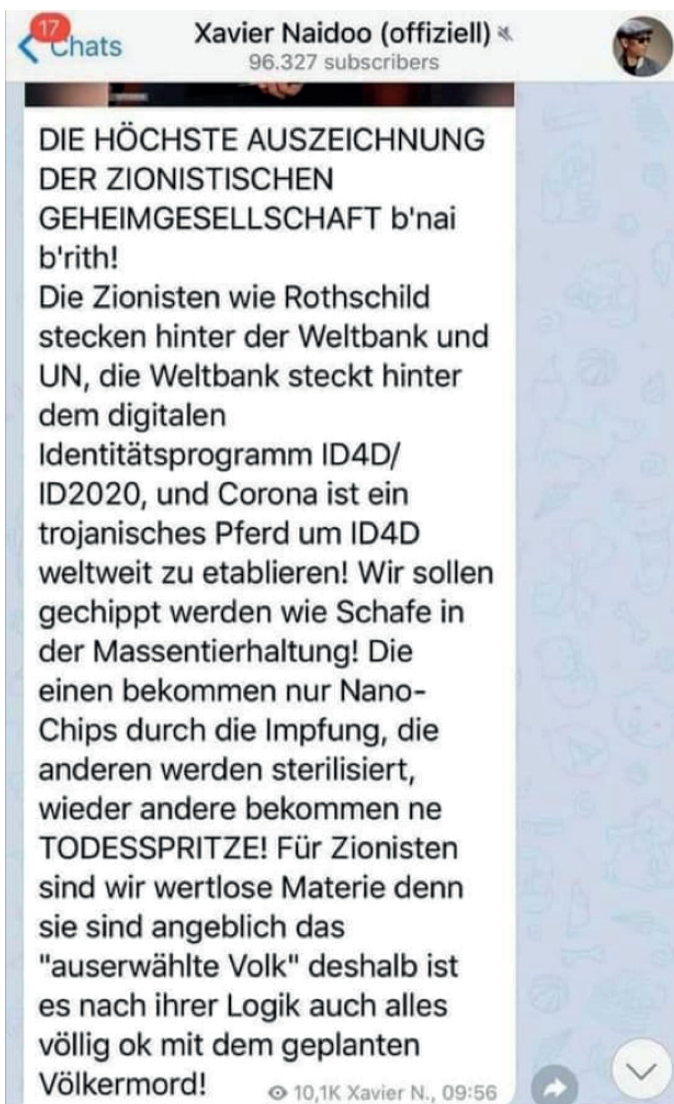 17
Chats
Xavier Naidoo (offiziell)
96.327 subscribers
DIE HÖCHSTE AUSZEICHNUNG
DER ZIONISTISCHEN
GEHEIMGESELLSCHAFT b'nai
b'rith!
Die Zionisten wie Rothschild
stecken hinter der Weltbank und
UN, die Weltbank steckt hinter
dem digitalen
Identitätsprogramm ID4D/
ID2020, und Corona ist ein
trojanisches Pferd um ID4D
weltweit zu etablieren! Wir sollen
gechippt werden wie Schafe in
der Massentierhaltung! Die
einen bekommen nur Nano-
Chips durch die Impfung, die
anderen werden sterilisiert,
wieder andere bekommen ne
TODESSPRITZE! Für Zionisten
sind wir wertlose Materie denn
sie sind angeblich das
"auserwählte Volk" deshalb ist
es nach ihrer Logik auch alles
völlig ok mit dem geplanten
Völkermord!
10,1K Xavier N., 09:56